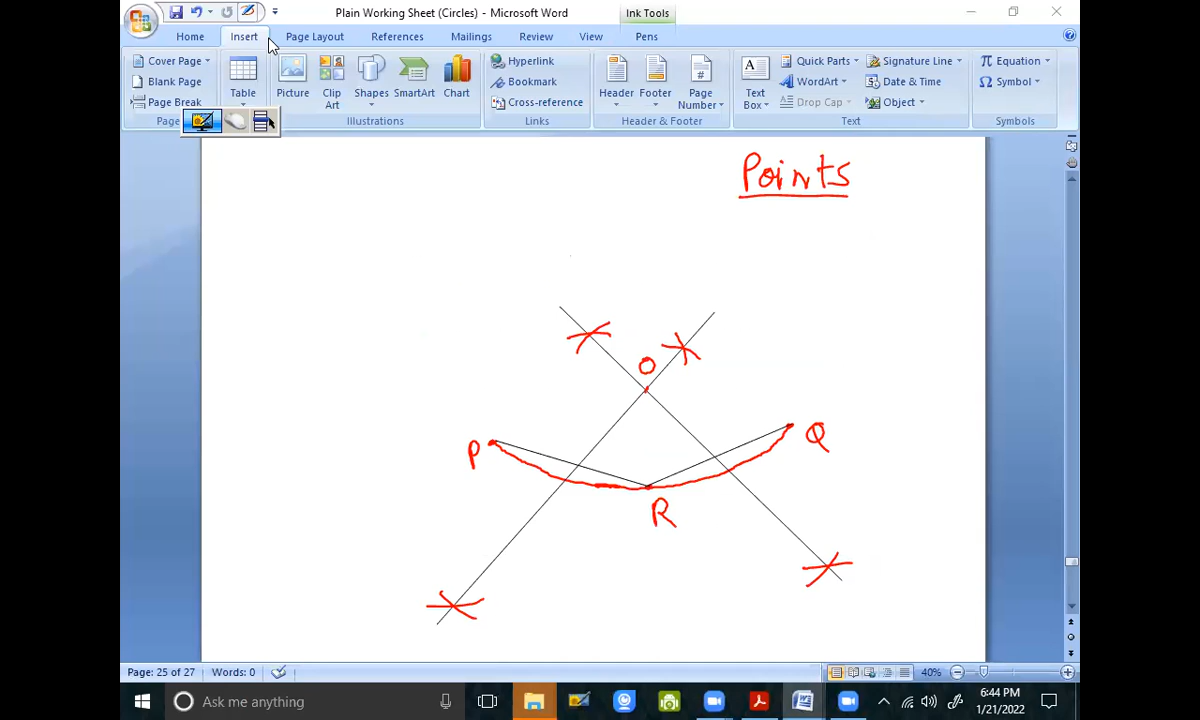 Plain Working Sheet (Circles) - Microsoft Word
Ink Tools
Home Insert Page Layout References Mailings Review View Pens
Cover Page
Blank Page
Page Break
Page
Table
Picture
Clip Art
Shapes
SmartArt
Chart
Illustrations
Hyperlink
Bookmark
Cross-reference
Links
Header
Footer
Page Number
Header & Footer
Text Box
Quick Parts
WordArt
Drop Cap
Signature Line
Date & Time
Object
Text
Equation
Symbol
Symbols
Points
O
P
Q
R
Page: 25 of 27 Words: 0
40%
Ask me anything
6:44 PM
1/21/2022